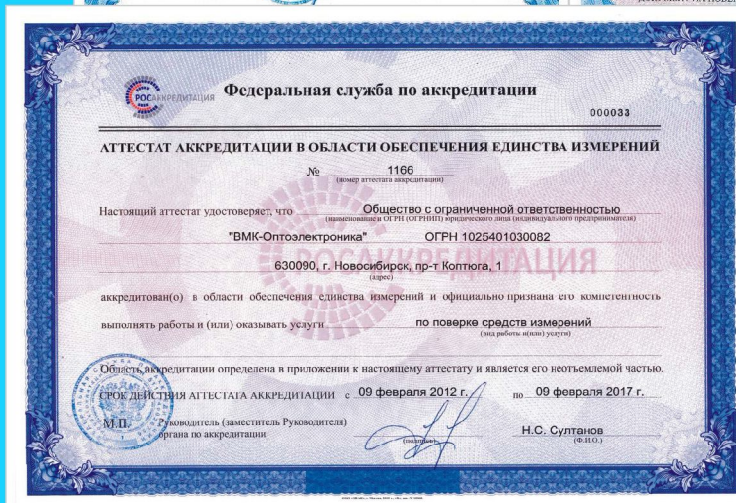 РОСАККРЕДИТАЦИЯ
Федеральная служба по аккредитации
000033
АТТЕСТАТ АККРЕДИТАЦИИ В ОБЛАСТИ ОБЕСПЕЧЕНИЯ ЕДИНСТВА ИЗМЕРЕНИЙ
№ 1166
(номер аттестата аккредитации)
Настоящий аттестат удостоверяет, что Общество с ограниченной ответственностью
(наименование и ОГРН (ОГРНИП) юридического лица (индивидуального предпринимателя)
"ВМК-Оптоэлектроника" ОГРН 1025401030082
РОСАККРЕДИТАЦИЯ
630090, г. Новосибирск, пр-т Коптюга, 1
(адрес)
аккредитован(о) в области обеспечения единства измерений и официально признана его компетентность
выполнять работы и (или) оказывать услуги по поверке средств измерений
(вид работы и(или) услуги)
Область аккредитации определена в приложении к настоящему аттестату и является его неотъемлемой частью.
СРОК ДЕЙСТВИЯ АТТЕСТАТА АККРЕДИТАЦИИ с 09 февраля 2012 г. по 09 февраля 2017 г.
М.П. Руководитель (заместитель Руководителя)
органа по аккредитации
(подпись)
Н.С. Султанов
(Ф.И.О.)